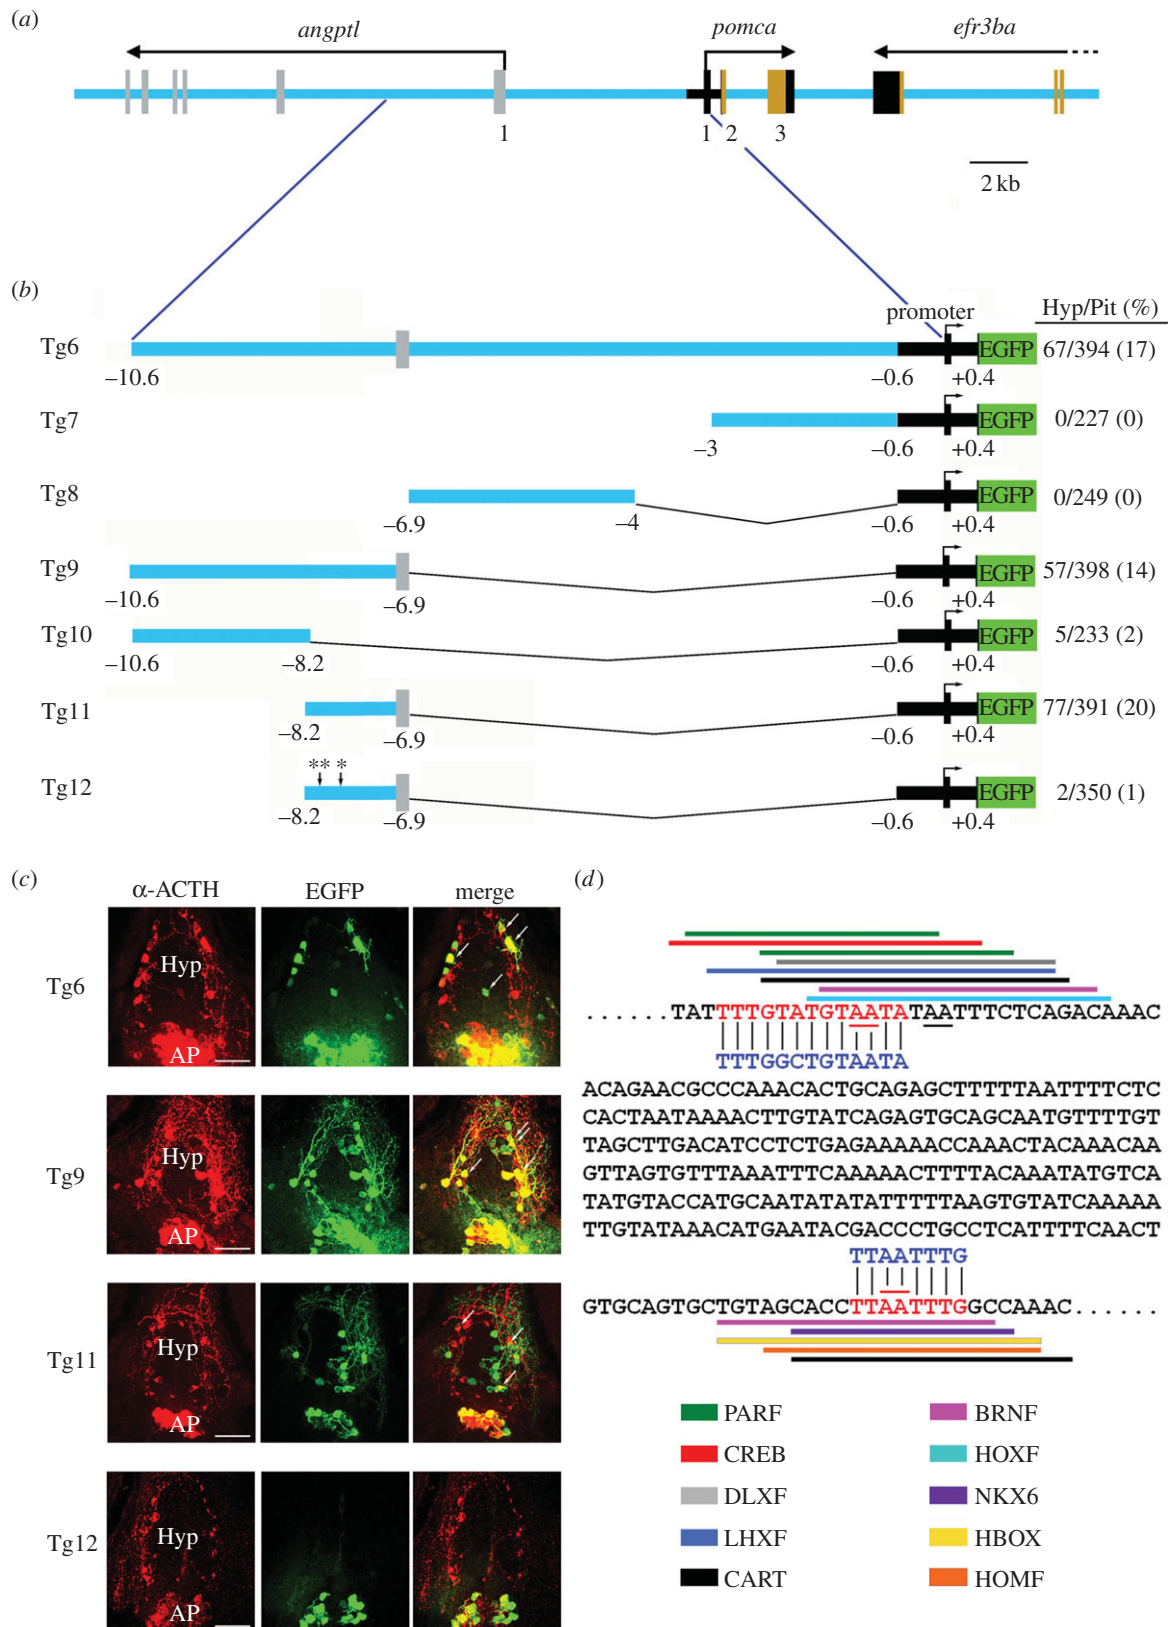 (a)
angptl
pomca
efr3ba
1
1
2
3
2 kb
(b)
promoter
Hyp/Pit (%)
Tg6
EGFP
67/394 (17)
–10.6
–0.6
+0.4
Tg7
EGFP
0/227 (0)
–3
–0.6
+0.4
Tg8
EGFP
0/249 (0)
–6.9
–4
–0.6
+0.4
Tg9
EGFP
57/398 (14)
–10.6
–6.9
–0.6
+0.4
Tg10
EGFP
5/233 (2)
–10.6
–8.2
–0.6
+0.4
Tg11
EGFP
77/391 (20)
–8.2
–6.9
–0.6
+0.4
** *
Tg12
EGFP
2/350 (1)
–8.2
–6.9
–0.6
+0.4
(c)
α-ACTH
EGFP
merge
Tg6
Hyp
AP
Tg9
Hyp
AP
Tg11
Hyp
AP
Tg12
Hyp
AP
(d)
......TATTTTGTATGTAATATAATTTCTCAGACAAAC
TTTGGCTGTAATA
ACAGAACGCCCAAACACTGCAGAGCTTTTTAATTTTCTC
CACTAATAAAACTTGTATCAGAGTGCAGCAATGTTTTGT
TAGCTTGACATCCTCTGAGAAAAACCAAACTACAAACAA
GTTAGTGTTTAAATTTCAAAAACTTTTACAAATATGTCA
TATGTACCATGCAATATATATTTTTAAGTGTATCAAAAA
TTGTATAAACATGAATACGACCCTGCCTCATTTTCAACT
TTAATTTG
GTGCAGTGCTGTAGCACCTTAATTTGGCCAAAC......
PARF
CREB
DLXF
LHXF
CART
BRNF
HOXF
NKX6
HBOX
HOMF